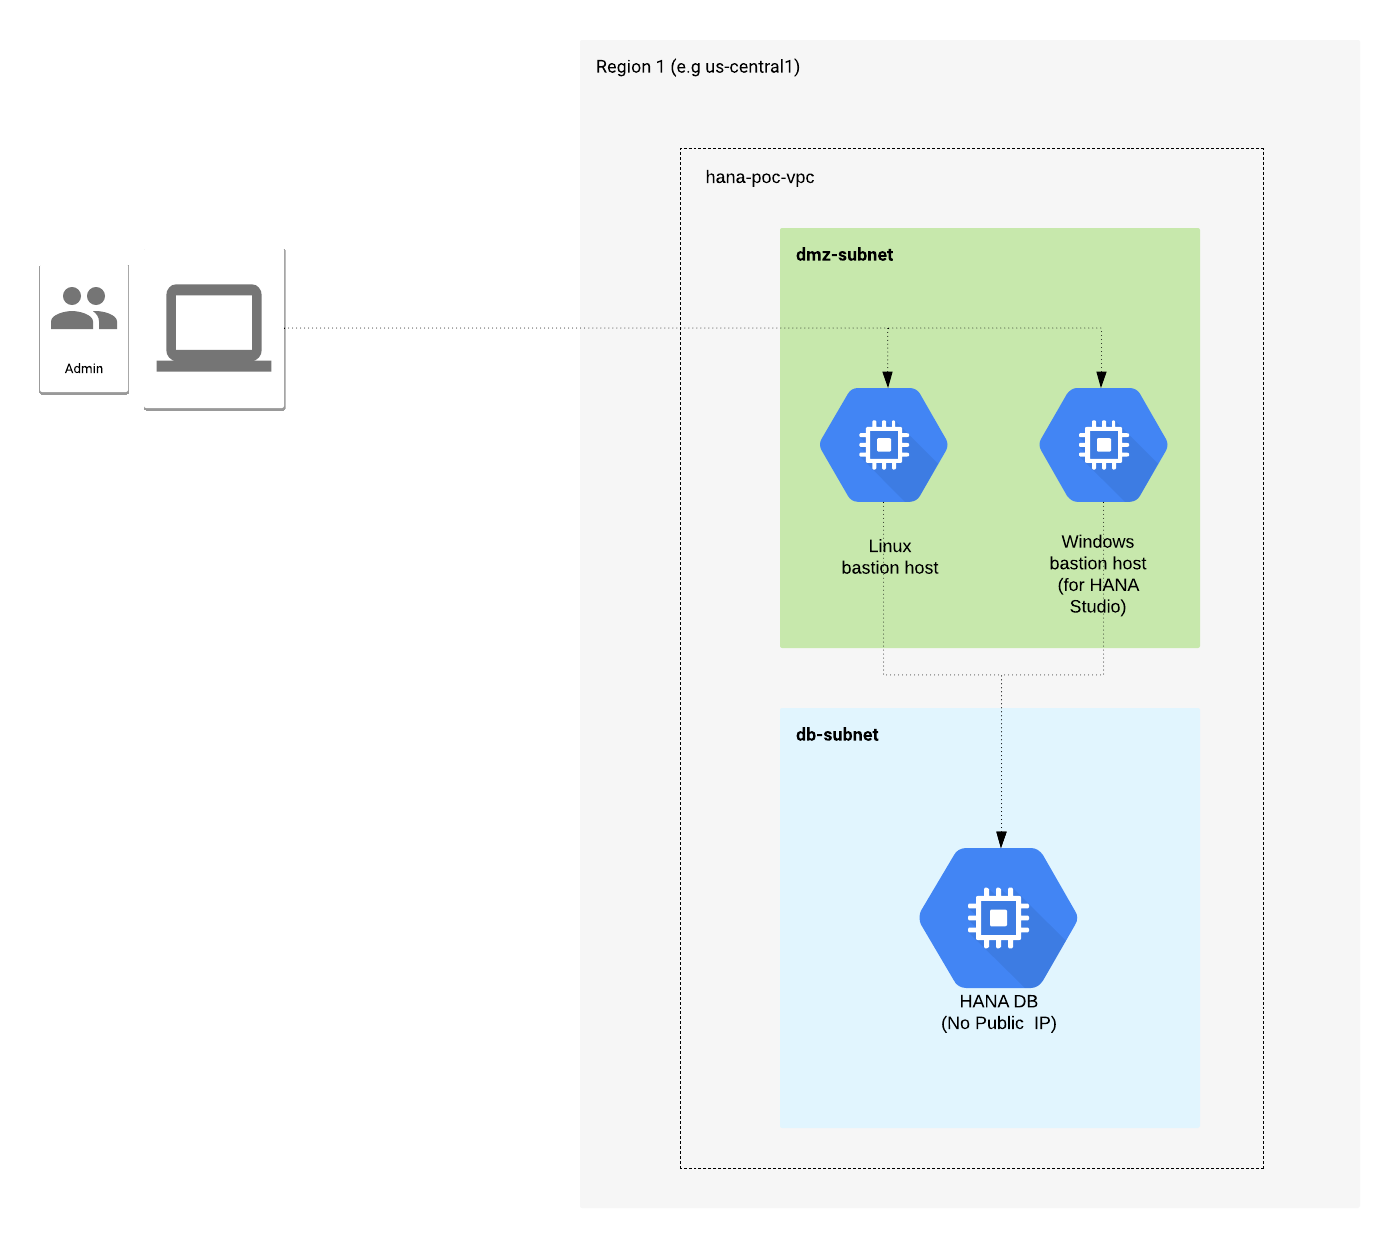 Region 1 (e.g us-central1)
hana-poc-vpc
dmz-subnet
Admin
Linux
bastion host
Windows
bastion host
(for HANA
Studio)
db-subnet
HANA DB
(No Public  IP)